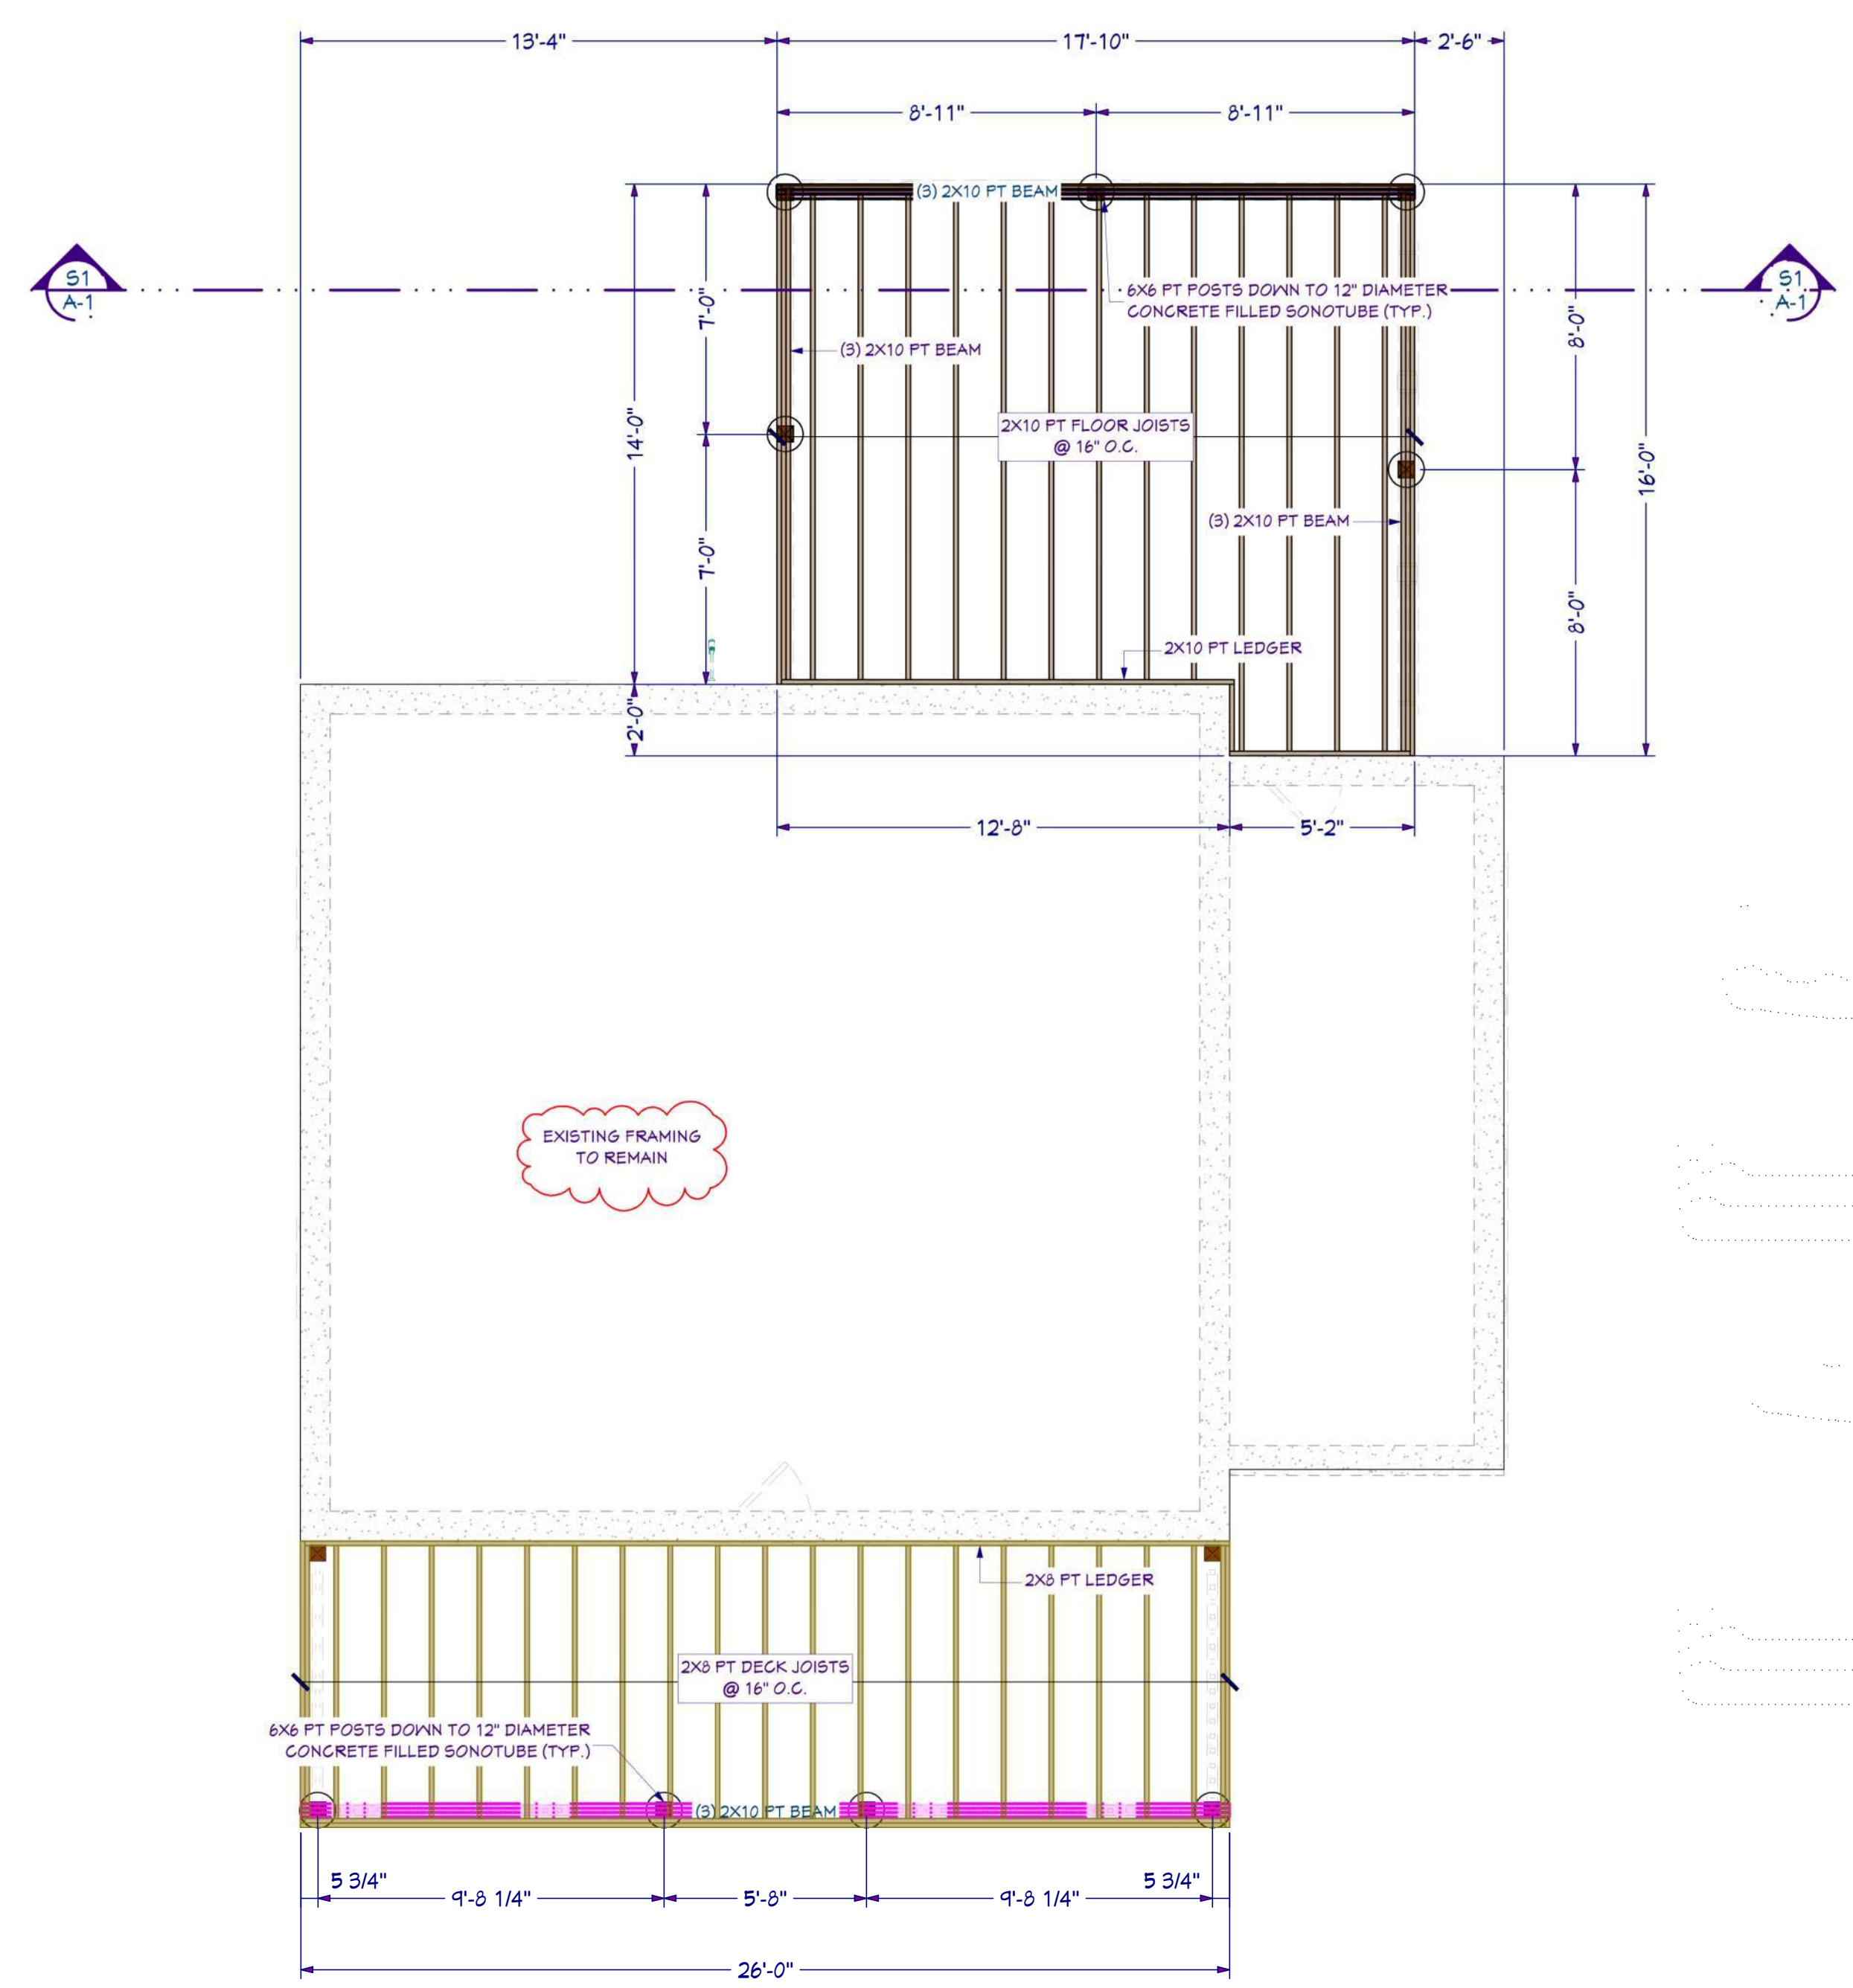 13'-4"
17'-10"
2'-6"
8'-11"
8'-11"
(3) 2X10 PT BEAM
S1
A-1
S1
A-1
6X6 PT POSTS DOWN TO 12" DIAMETER
CONCRETE FILLED SONOTUBE (TYP.)
7'-0"
8'-0"
(3) 2X10 PT BEAM
14'-0"
2X10 PT FLOOR JOISTS
@ 16" O.C.
16'-0"
(3) 2X10 PT BEAM
7'-0"
8'-0"
2X10 PT LEDGER
2'-0"
12'-8"
5'-2"
EXISTING FRAMING
TO REMAIN
2X8 PT LEDGER
2X8 PT DECK JOISTS
@ 16" O.C.
6X6 PT POSTS DOWN TO 12" DIAMETER
CONCRETE FILLED SONOTUBE (TYP.)
(3) 2X10 PT BEAM
5 3/4"
5 3/4"
9'-8 1/4"
5'-8"
9'-8 1/4"
26'-0"